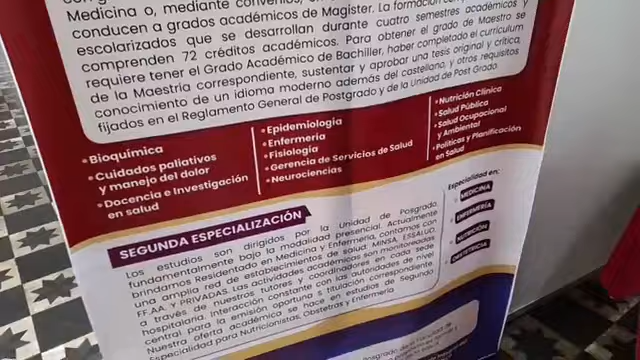 Medicina o, mediante convenios, en
conducen a grados académicos de Magíster. La formación
escolarizados que se desarrollan durante cuatro semestres académicos y
comprenden 72 créditos académicos. Para obtener el grado de Maestro se
requiere tener el Grado Académico de Bachiller, haber completado el currículum
de la Maestría correspondiente, sustentar y aprobar una tesis original y crítica,
conocimiento de un idioma moderno además del castellano, y otros requisitos
fijados en el Reglamento General de Postgrado y de la Unidad de Post Grado
• Bioquímica
• Cuidados paliativos
y manejo del dolor
• Docencia e Investigación
en salud
• Epidemiología
• Enfermería
• Fisiología
• Gerencia de Servicios de Salud
• Neurociencias
• Nutrición Clínica
• Salud Pública
• Salud Ocupacional
y Ambiental
• Políticas y Planificación
en Salud
SEGUNDA ESPECIALIZACIÓN
Los estudios son dirigidos por la Unidad de Posgrado,
fundamentalmente bajo la modalidad presencial. Actualmente
brindamos Residentado en Medicina y Enfermería, contamos con
una amplia red de establecimientos de salud: MINSA, ESSALUD,
FF.AA. Y PRIVADAS. Las actividades académicas son monitoreadas
través de nuestros tutores y coordinadores en cada sede
hospitalaria. Interacción constante con las autoridades de nivel
central para la emisión oportuna titulación correspondiente.
Nuestra oferta académica se hace en estudios de Segunda
Especialidad para Nutricionistas, Obstetras y Enfermería.
Especialidad en:
MEDICINA
ENFERMERÍA
NUTRICIÓN
OBSTETRICIA
Posgrado de la Facultad de